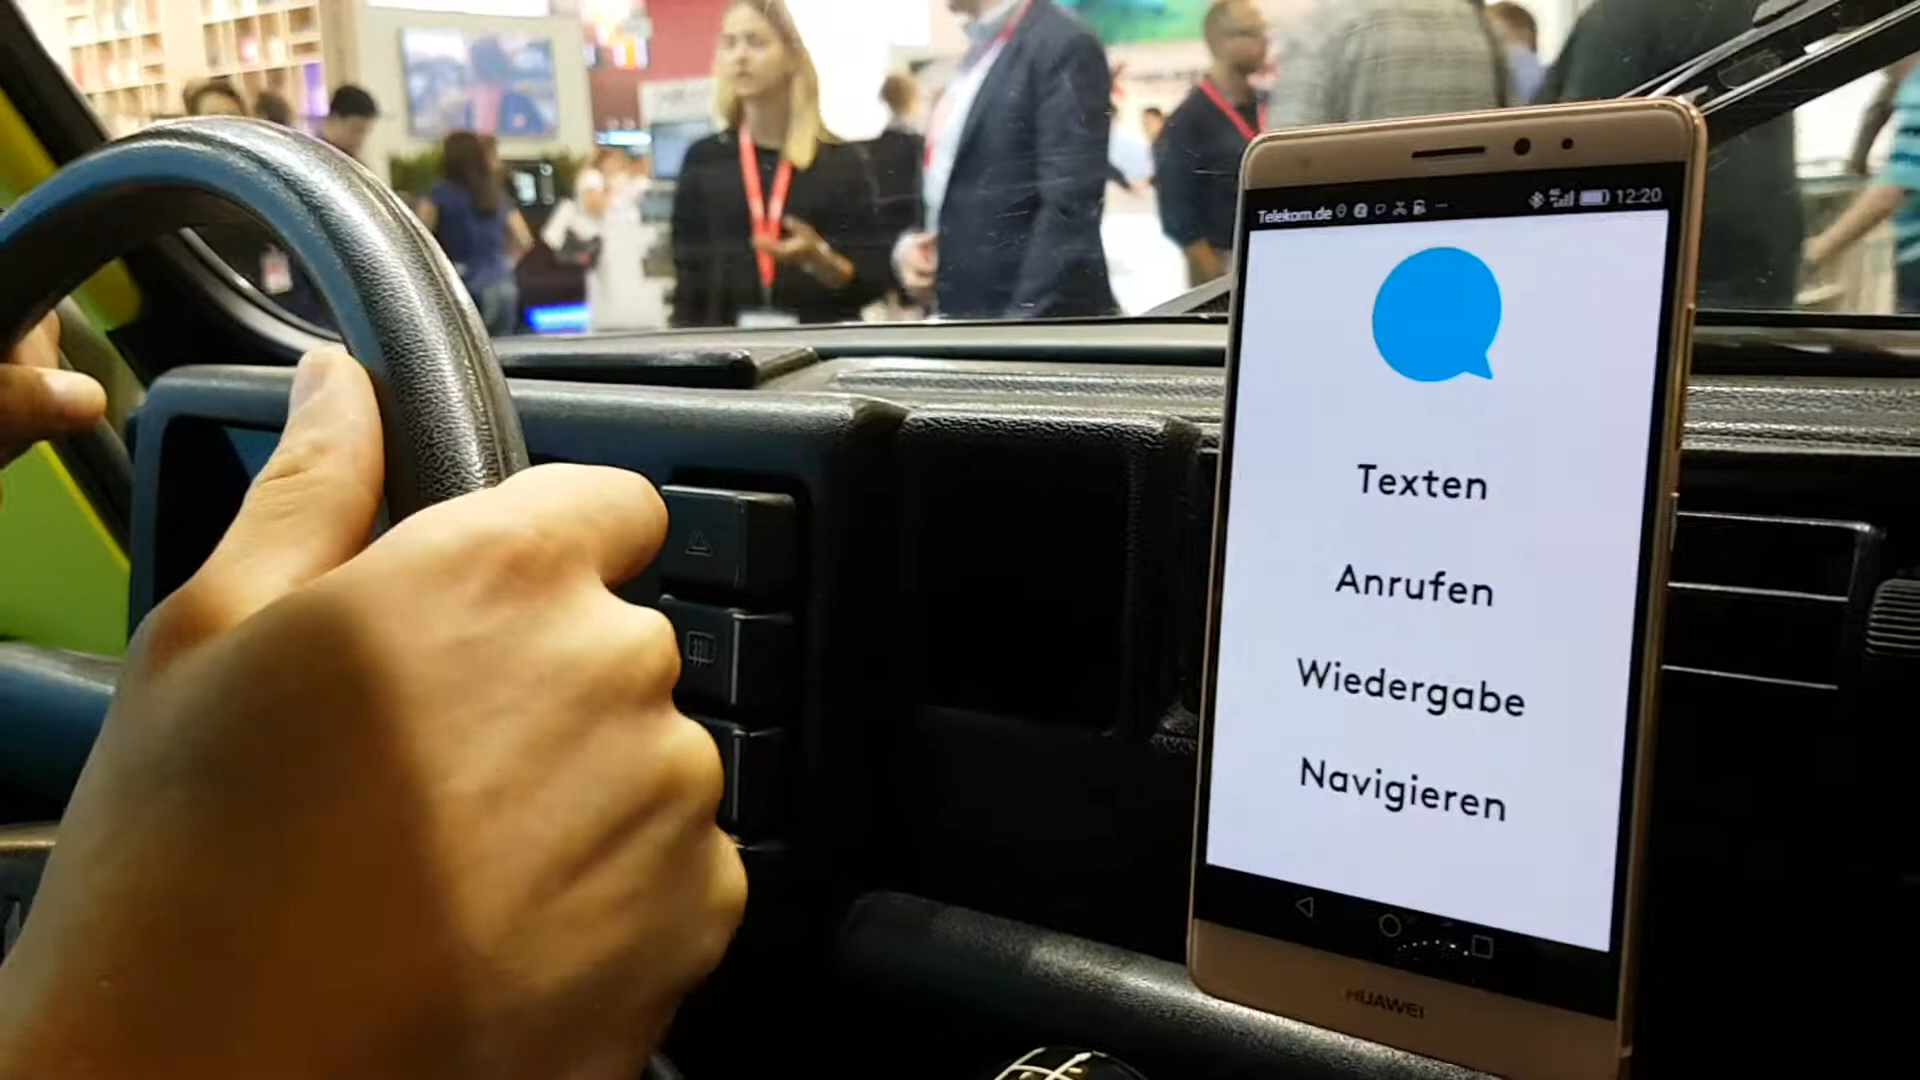 Telekom.de 12:20
Texten
Anrufen
Wiedergabe
Navigieren
HUAWEI